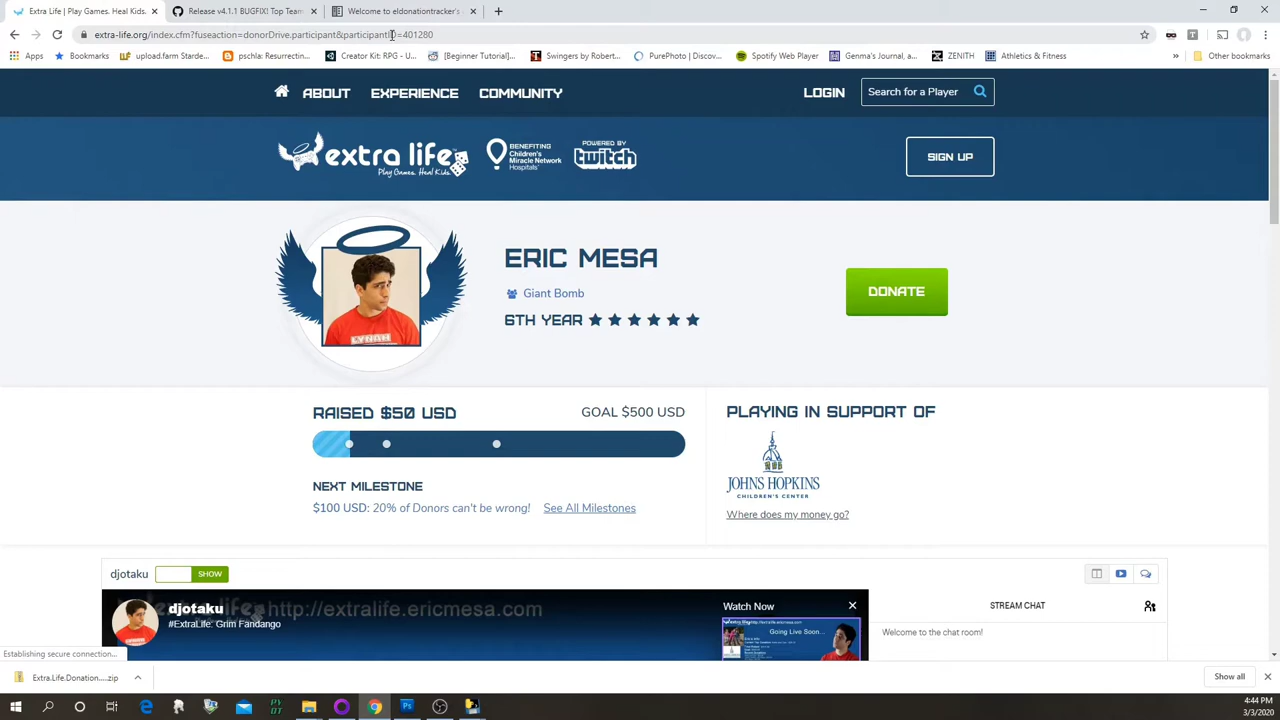 Extra Life | Play Games. Heal Kids.
Release v4.1.1 BUGFIX! Top Team
Welcome to eldonationtracker's
extra-life.org/index.cfm?fuseaction=donorDrive.participant&participantID=401280
Apps
Bookmarks
upload.farm Starde...
pschla: Resurrecting...
Creator Kit: RPG - U...
[Beginner Tutorial]...
Swingers by Robert...
PurePhoto | Discov...
Spotify Web Player
Genma's Journal, a...
ZENITH
Athletics & Fitness
»
Other bookmarks
ABOUT
EXPERIENCE
COMMUNITY
LOGIN
Search for a Player
extra life
Play Games. Heal Kids.
BENEFITING
Children's
Miracle Network
Hospitals
POWERED BY
twitch
SIGN UP
LYNAM
ERIC MESA
Giant Bomb
6TH YEAR
DONATE
RAISED $50 USD
GOAL $500 USD
NEXT MILESTONE
$100 USD: 20% of Donors can't be wrong!
See All Milestones
PLAYING IN SUPPORT OF
JOHNS HOPKINS
CHILDREN'S CENTER
Where does my money go?
djotaku
SHOW
djotaku
#ExtraLife: Grim Fandango
http://extralife.ericmesa.com
Watch Now
Going Live Soon...
STREAM CHAT
Welcome to the chat room!
Establishing secure connection...
Extra.Life.Donation.....zip
Show all
4:44 PM
3/3/2020